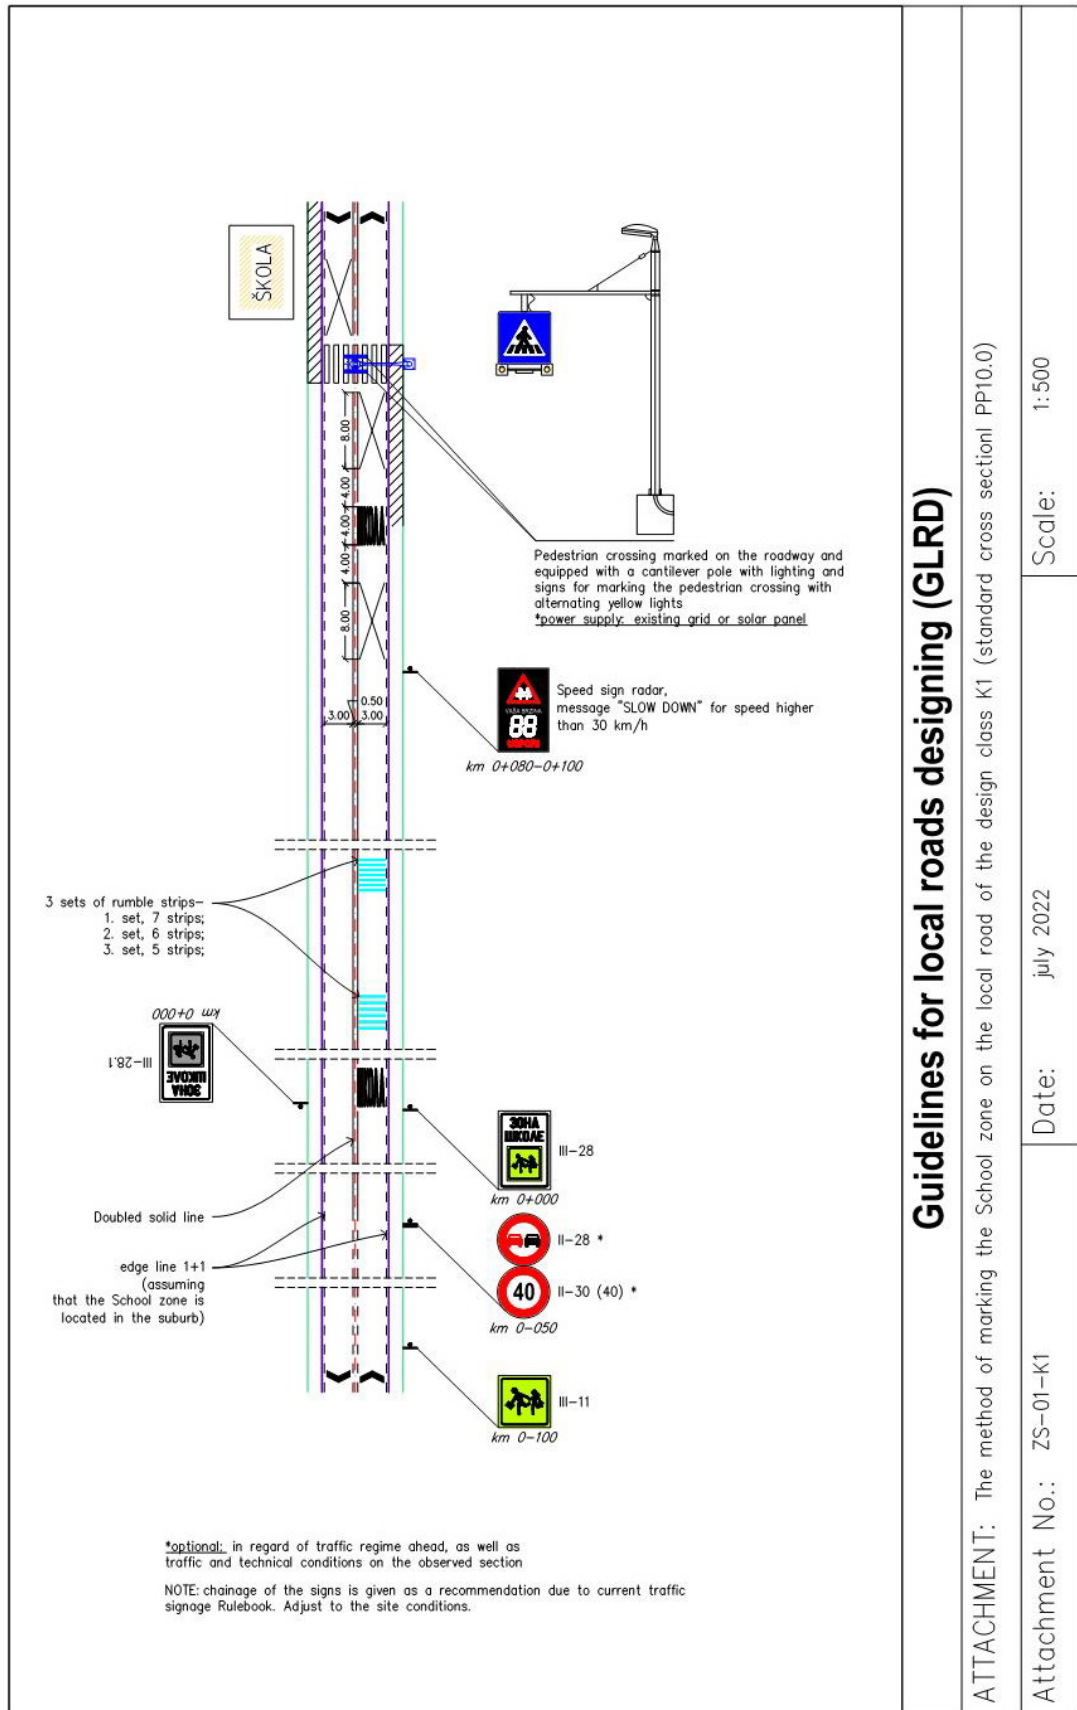 ŠKOLA
8.00
4.00
4.00
4.00
8.00
Pedestrian crossing marked on the roadway and
equipped with a cantilever pole with lighting and
signs for marking the pedestrian crossing with
alternating yellow lights
*power supply: existing grid or solar panel
0.50
3.00
3.00
VAŠA BRZINA
88
USPORI
Speed sign radar,
message "SLOW DOWN" for speed higher
than 30 km/h
km 0+080-0+100
3 sets of rumble strips-
1. set, 7 strips;
2. set, 6 strips;
3. set, 5 strips;
km 0+000
III-28.1
ЗОНА
ШКОЛЕ
ЗОНА
ШКОЛЕ
III-28
km 0+000
Doubled solid line
II-28 *
edge line 1+1
(assuming
that the School zone is
located in the suburb)
40
II-30 (40) *
km 0-050
III-11
km 0-100
*optional: in regard of traffic regime ahead, as well as
traffic and technical conditions on the observed section
NOTE: chainage of the signs is given as a recommendation due to current traffic
signage Rulebook. Adjust to the site conditions.
Guidelines for local roads designing (GLRD)
ATTACHMENT: The method of marking the School zone on the local road of the design class K1 (standard cross sectionl PP10.0)
Attachment No.: ZS-01-K1
Date: july 2022
Scale: 1:500